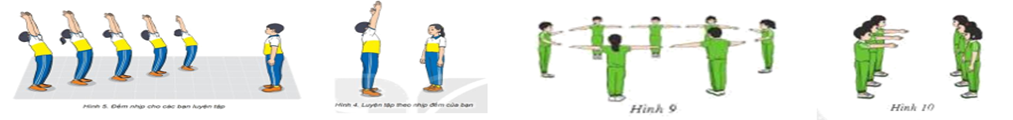 Hình 5. Đếm nhịp cho các bạn luyện tập
Hình 4. Luyện tập theo nhịp đếm của bạn
Hình 9
Hình 10